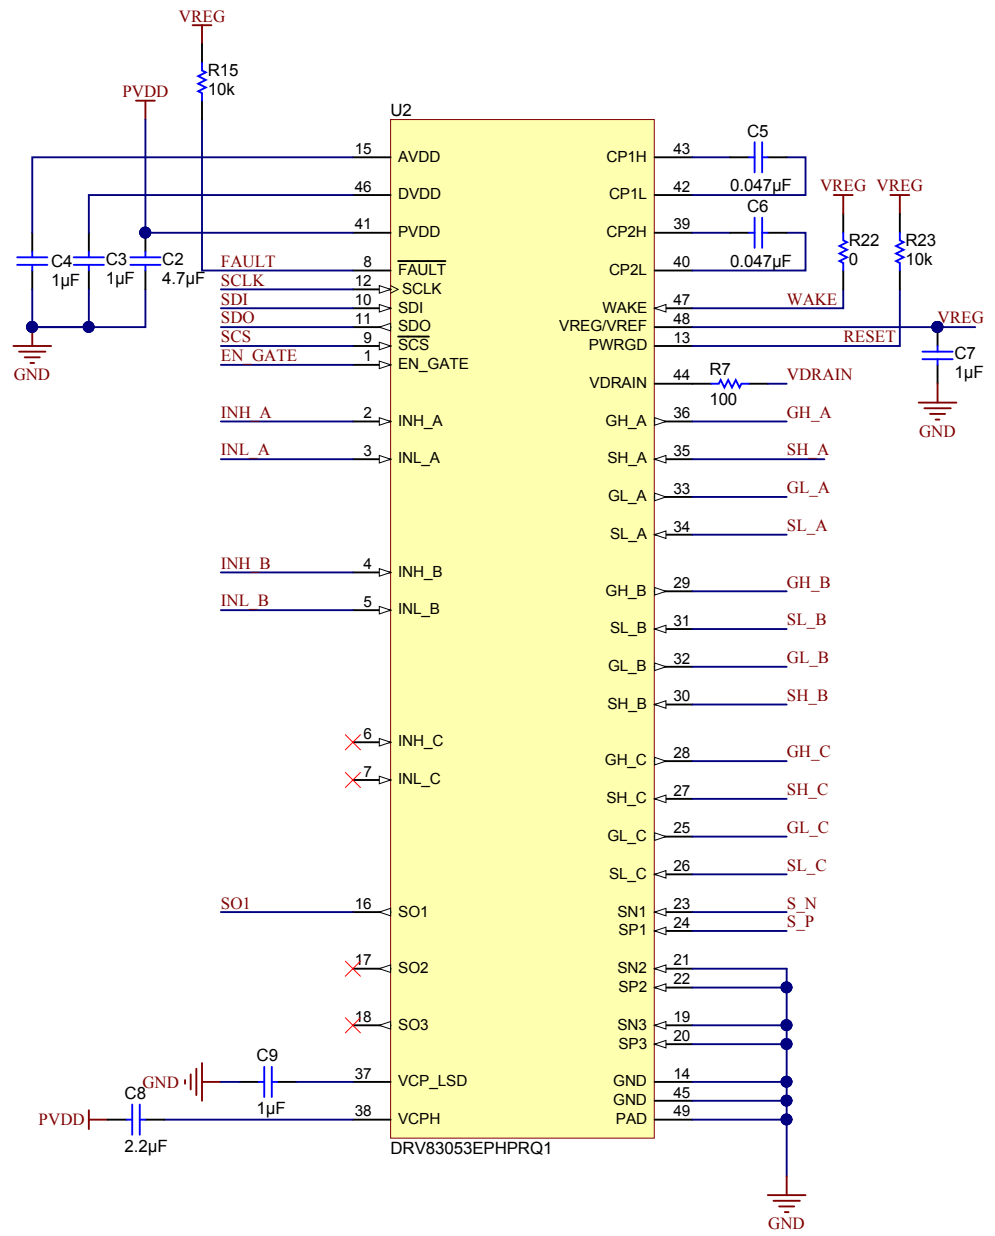 VREG
R15
10k
PVDD
U2
15 AVDD
46 DVDD
41 PVDD
C4
1µF
C3
1µF
C2
4.7µF
GND
FAULT 8 FAULT
SCLK 12 SCLK
SDI 10 SDI
SDO 11 SDO
SCS 9 SCS
EN_GATE 1 EN_GATE
INH_A 2 INH_A
INL_A 3 INL_A
INH_B 4 INH_B
INL_B 5 INL_B
6 INH_C
7 INL_C
SO1 16 SO1
17 SO2
18 SO3
GND C9 37 VCP_LSD
1µF
PVDD C8 38 VCPH
2.2µF
CP1H 43 C5
CP1L 42 0.047µF
CP2H 39 C6
CP2L 40 0.047µF
VREG VREG
R22
0
R23
10k
WAKE 47 WAKE
VREG/VREF 48 VREG
PWRGD 13 RESET
C7
1µF
GND
VDRAIN 44 R7 VDRAIN
100
GH_A 36 GH_A
SH_A 35 SH_A
GL_A 33 GL_A
SL_A 34 SL_A
GH_B 29 GH_B
SL_B 31 SL_B
GL_B 32 GL_B
SH_B 30 SH_B
GH_C 28 GH_C
SH_C 27 SH_C
GL_C 25 GL_C
SL_C 26 SL_C
SN1 23 S_N
SP1 24 S_P
SN2 21
SP2 22
SN3 19
SP3 20
GND 14
GND 45
PAD 49
DRV83053EPHPRQ1
GND